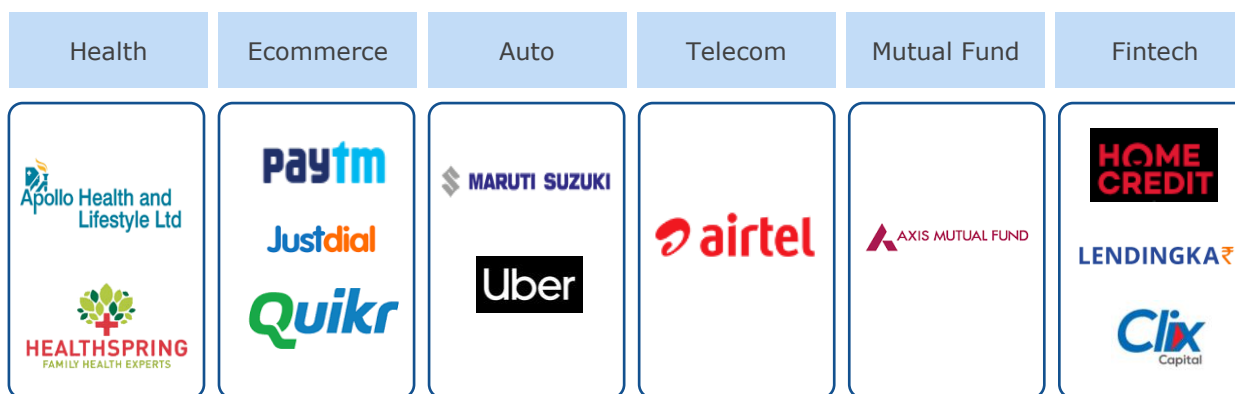 Health
Ecommerce
Auto
Telecom
Mutual Fund
Fintech
Apollo Health and
Lifestyle Ltd
HEALTHSPRING
FAMILY HEALTH EXPERTS
paytm
Justdial
Quikr
MARUTI SUZUKI
Uber
airtel
AXIS MUTUAL FUND
HOME
CREDIT
LENDINGKA₹
Clix
Capital